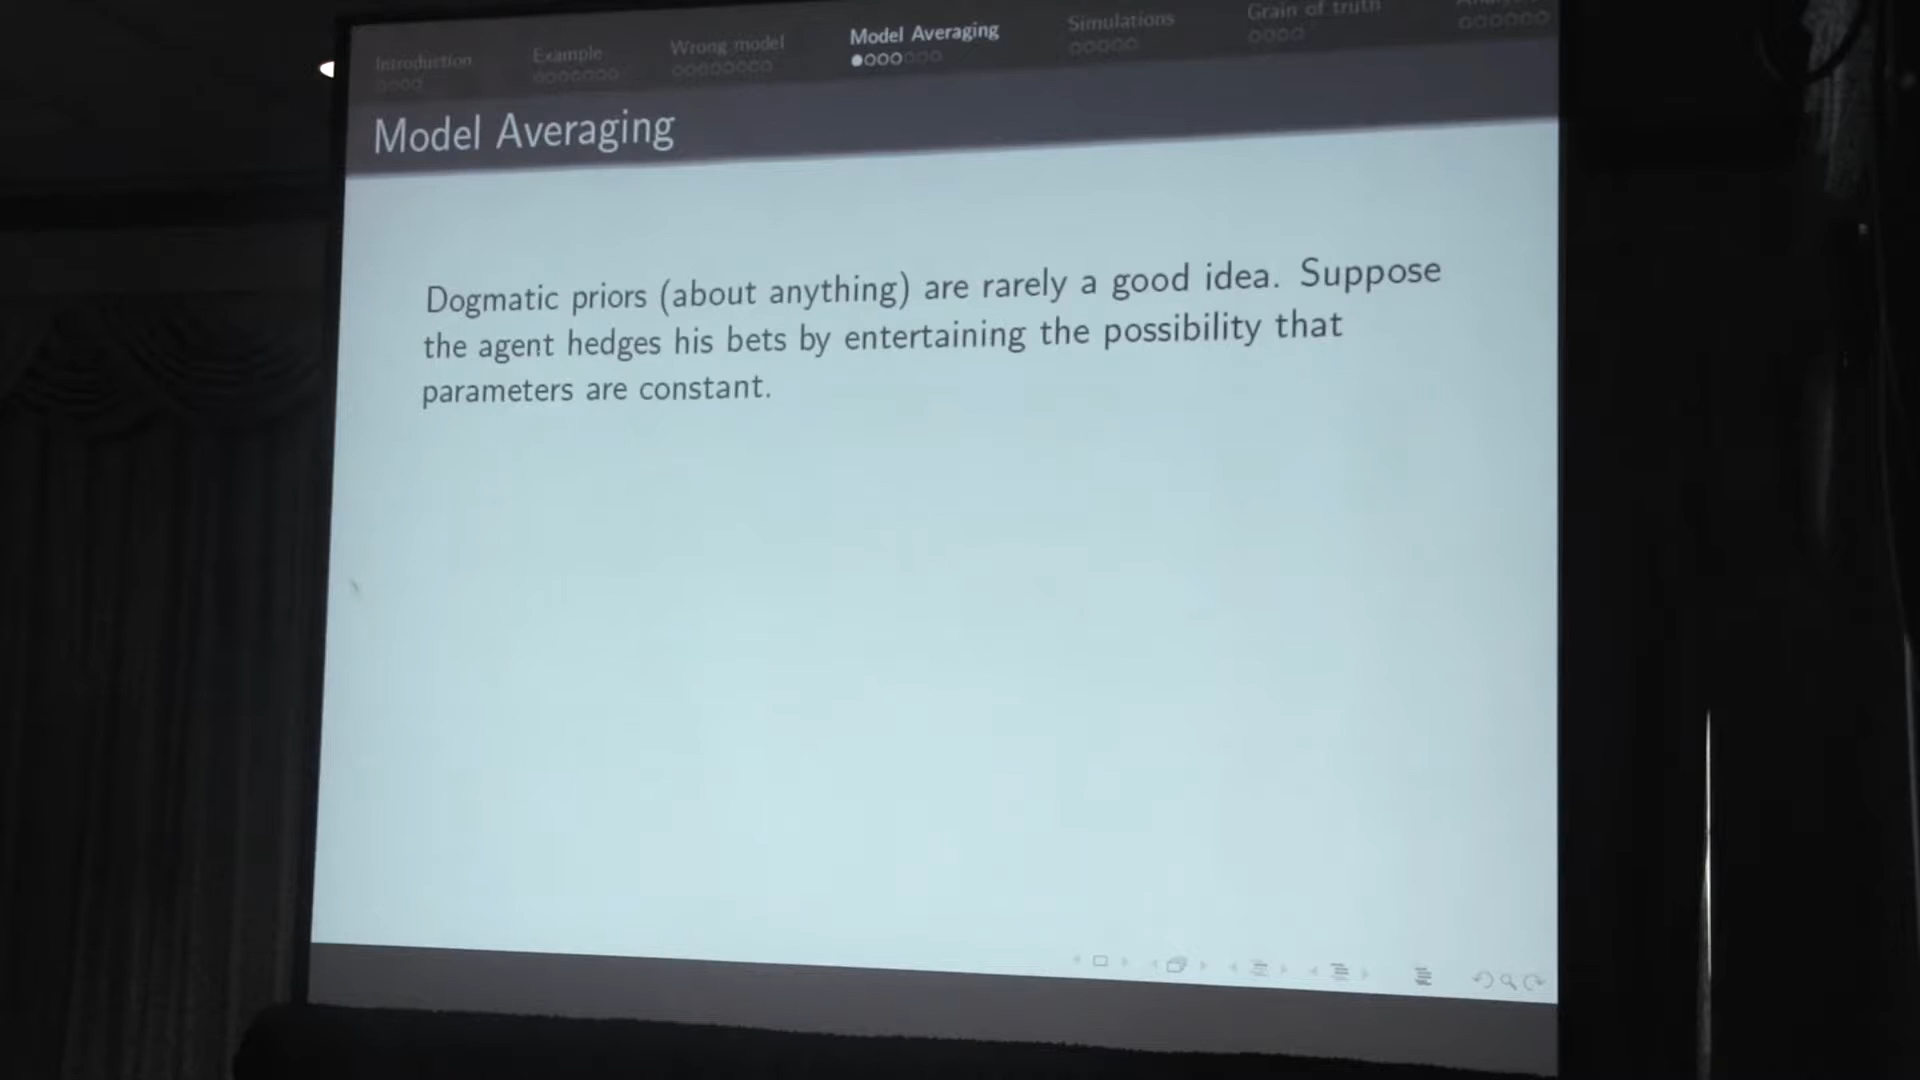 Introduction Example Wrong model Model Averaging Simulations Grain of truth
Model Averaging
Dogmatic priors (about anything) are rarely a good idea. Suppose
the agent hedges his bets by entertaining the possibility that
parameters are constant.